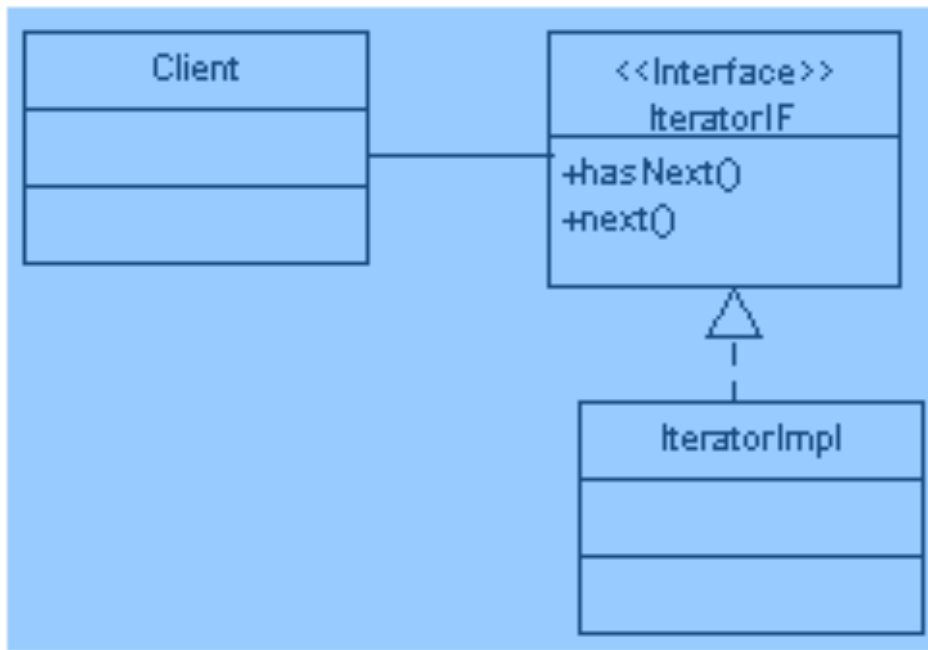 Client
<<Interface>>
IteratorIF
+hasNext()
+next()
IteratorImpl